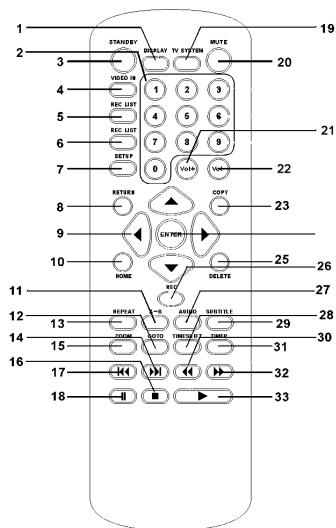 1 19
2 STANDBY DISPLAY TV SYSTEM MUTE
3 20
VIDEO IN
4 1 2 3
REC LIST
5 4 5 6
REC LIST 21
6 7 8 9
SETUP
7 0 Vol+ 22
RETURN COPY
8 23
9 ENTER
10 25
HOME DELETE 26
11 REC 27
12 REPEAT A-B AUDIO SUBTITLE 28
13 29
14 ZOOM GOTO TIMESHIFT TIMER 30
15 31
16
17 32
18 33